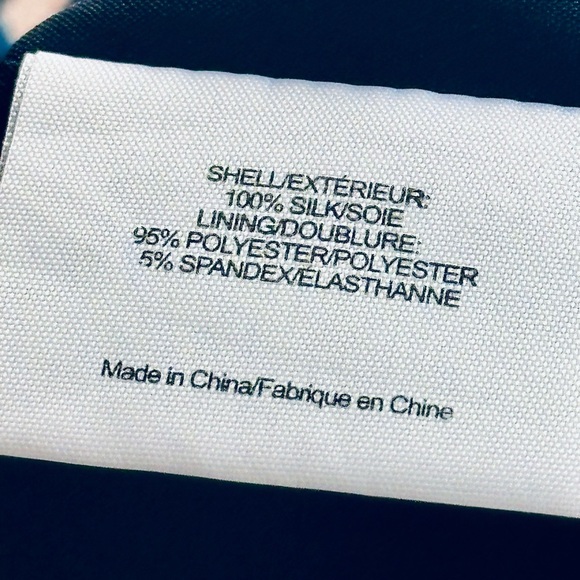 SHELL/EXTÉRIEUR:
100% SILK/SOIE
LINING/DOUBLURE:
95% POLYESTER/POLYESTER
5% SPANDEX/ÉLASTHANNE
Made in China/Fabrique en Chine